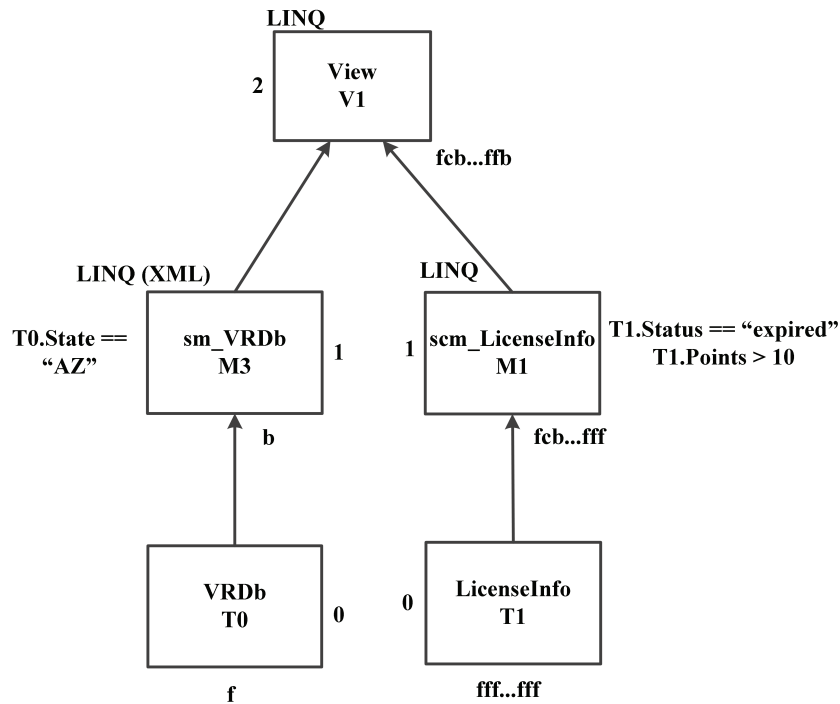 LINQ
View
V1
2
fcb...ffb
LINQ (XML)
LINQ
T0.State ==
“AZ”
sm_VRDb
M3
1
1
scm_LicenseInfo
M1
T1.Status == “expired”
T1.Points > 10
b
fcb...fff
VRDb
T0
0
0
LicenseInfo
T1
f
fff...fff